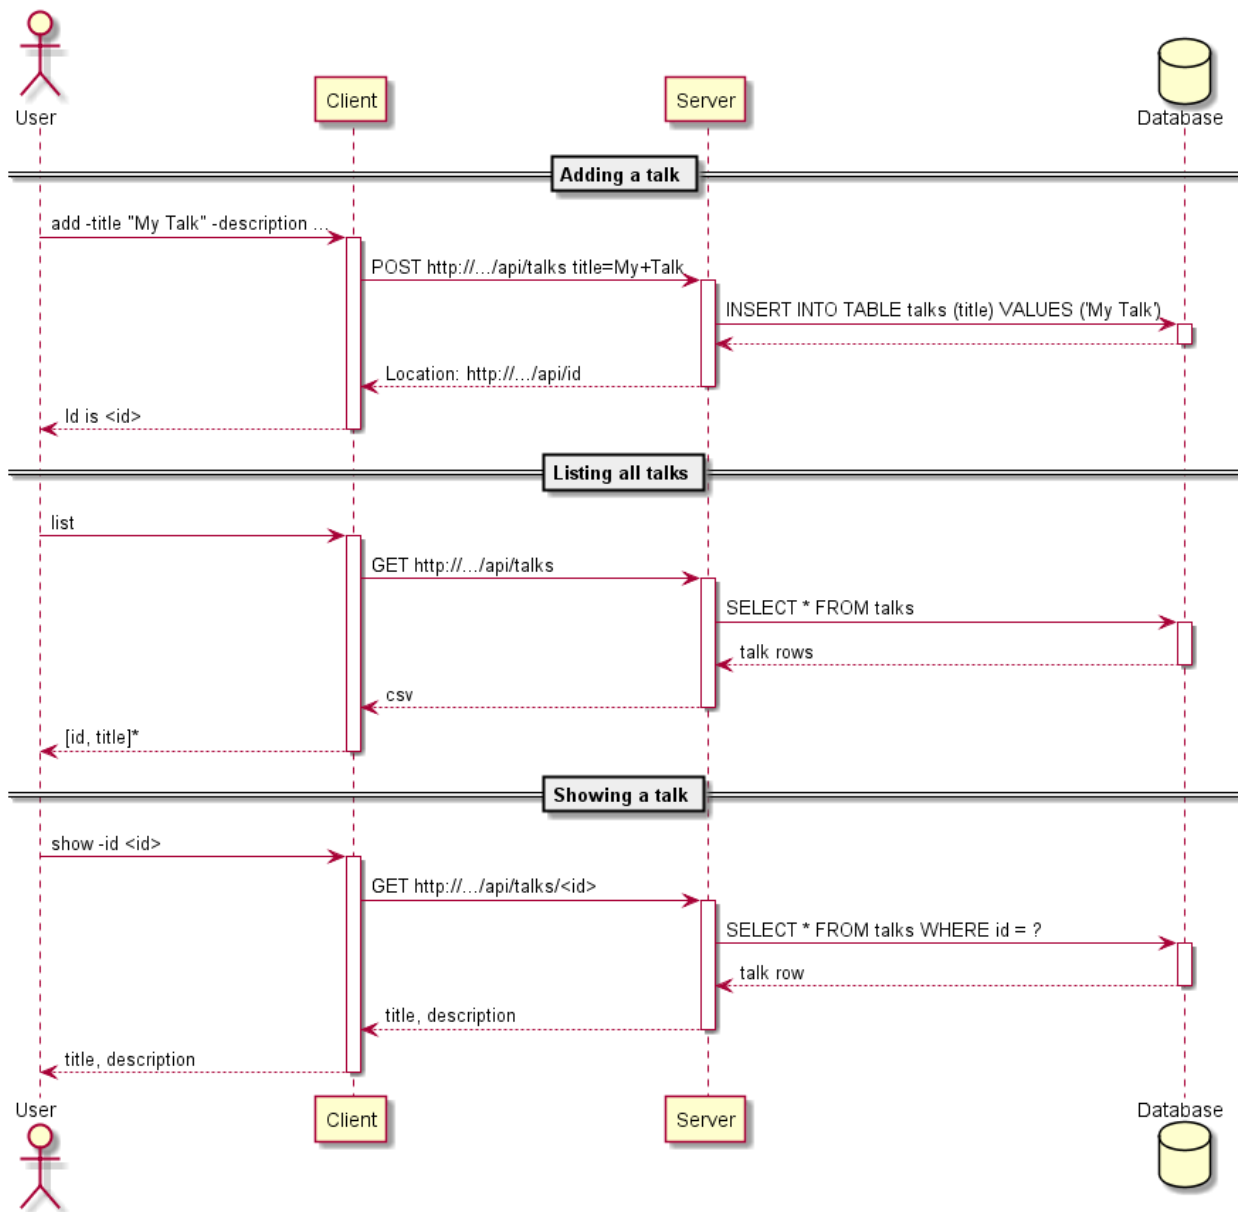 User
Client
Server
Database
Adding a talk
add -title "My Talk" -description ...
POST http://.../api/talks title=My+Talk
INSERT INTO TABLE talks (title) VALUES ('My Talk')
Location: http://.../api/id
Id is <id>
Listing all talks
list
GET http://.../api/talks
SELECT * FROM talks
talk rows
csv
[id, title]*
Showing a talk
show -id <id>
GET http://.../api/talks/<id>
SELECT * FROM talks WHERE id = ?
talk row
title, description
title, description
User
Client
Server
Database